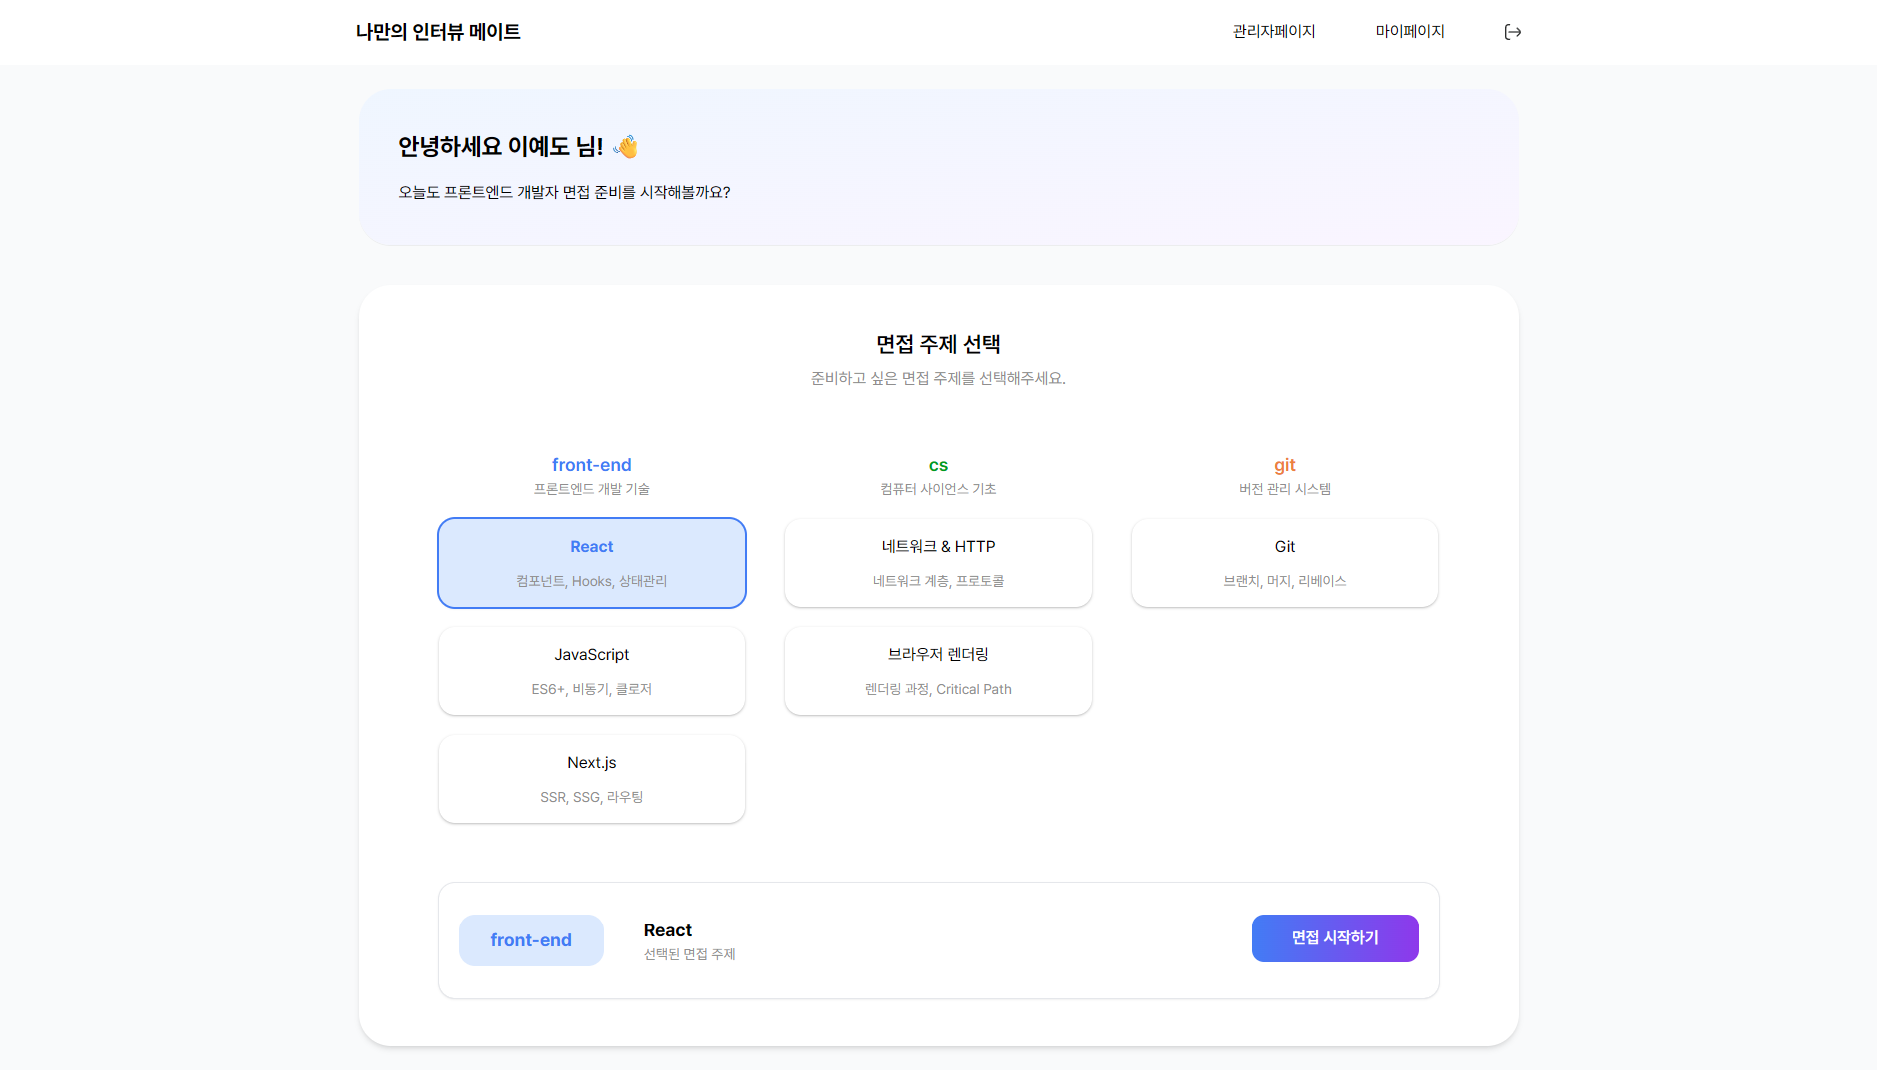 나만의 인터뷰 메이트
관리자페이지
마이페이지
안녕하세요 이예도 님! 👋
오늘도 프론트엔드 개발자 면접 준비를 시작해볼까요?
면접 주제 선택
준비하고 싶은 면접 주제를 선택해주세요.
front-end
프론트엔드 개발 기술
React
컴포넌트, Hooks, 상태관리
JavaScript
ES6+, 비동기, 클로저
Next.js
SSR, SSG, 라우팅
cs
컴퓨터 사이언스 기초
네트워크 & HTTP
네트워크 계층, 프로토콜
브라우저 렌더링
렌더링 과정, Critical Path
git
버전 관리 시스템
Git
브랜치, 머지, 리베이스
front-end
React
선택된 면접 주제
면접 시작하기